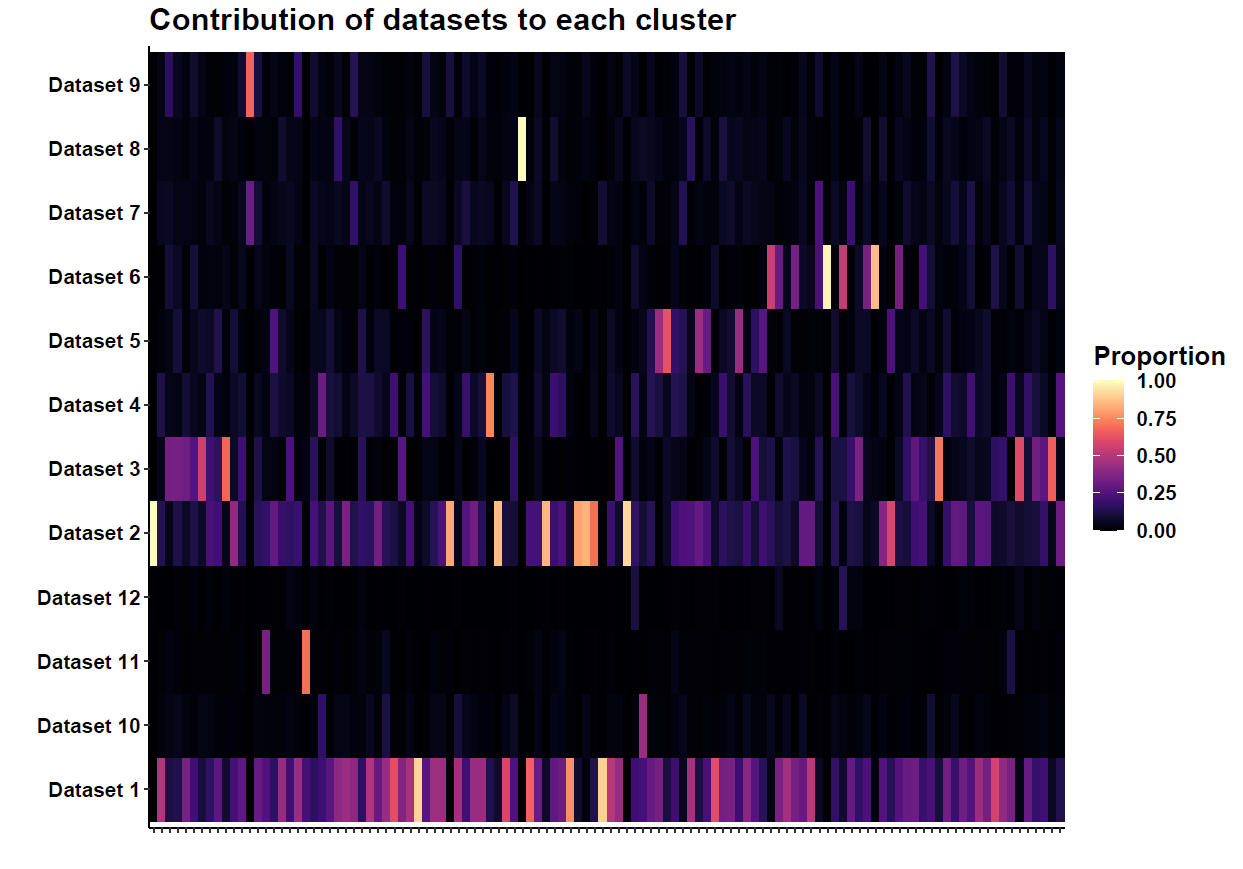 Contribution of datasets to each cluster
Dataset 9
Dataset 8
Dataset 7
Dataset 6
Dataset 5
Dataset 4
Dataset 3
Dataset 2
Dataset 12
Dataset 11
Dataset 10
Dataset 1
Proportion
1.00
0.75
0.50
0.25
0.00